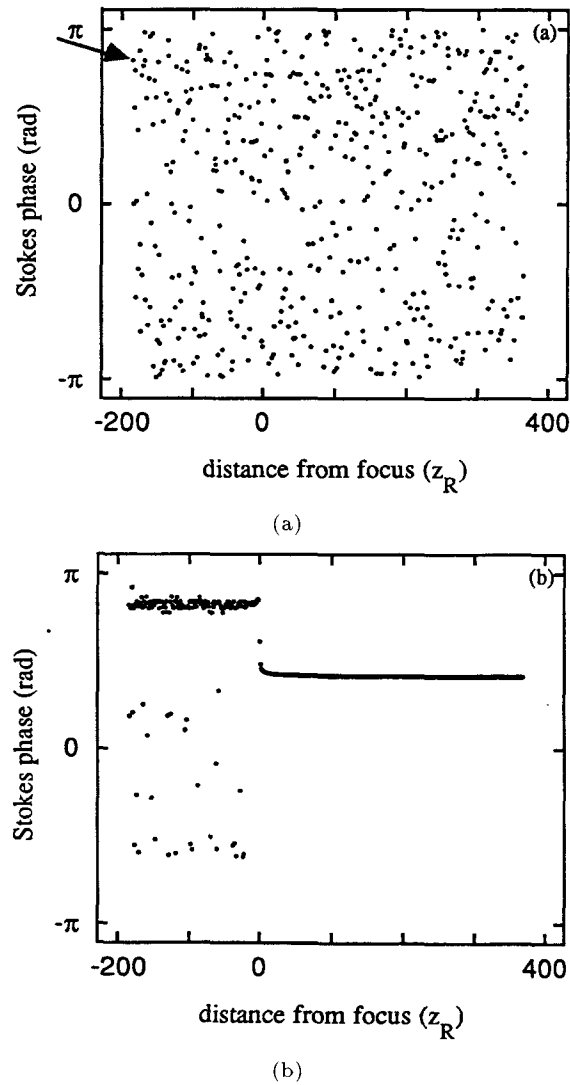 (a)
π
0
-π
Stokes phase (rad)
-200
0
400
distance from focus (z_R)
(a)
(b)
π
0
-π
Stokes phase (rad)
-200
0
400
distance from focus (z_R)
(b)